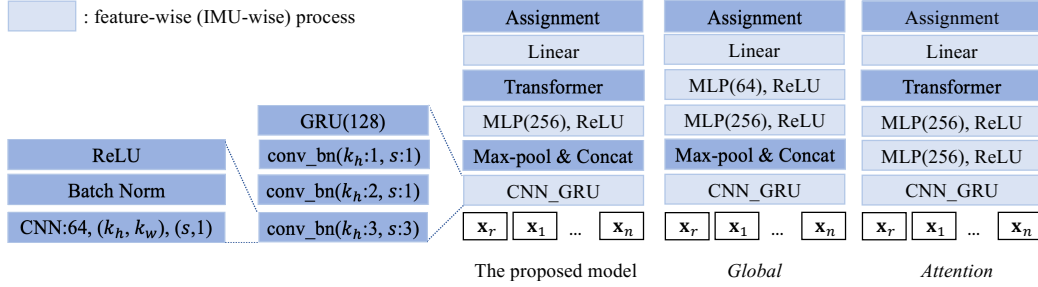 : feature-wise (IMU-wise) process
ReLU
Batch Norm
CNN:64, (k_h, k_w), (s,1)
GRU(128)
conv_bn(k_h:1, s:1)
conv_bn(k_h:2, s:1)
conv_bn(k_h:3, s:3)
Assignment
Linear
Transformer
MLP(256), ReLU
Max-pool & Concat
CNN_GRU
x_r x_1 ... x_n
The proposed model
Assignment
Linear
MLP(64), ReLU
MLP(256), ReLU
Max-pool & Concat
CNN_GRU
x_r x_1 ... x_n
Global
Assignment
Linear
Transformer
MLP(256), ReLU
MLP(256), ReLU
CNN_GRU
x_r x_1 ... x_n
Attention